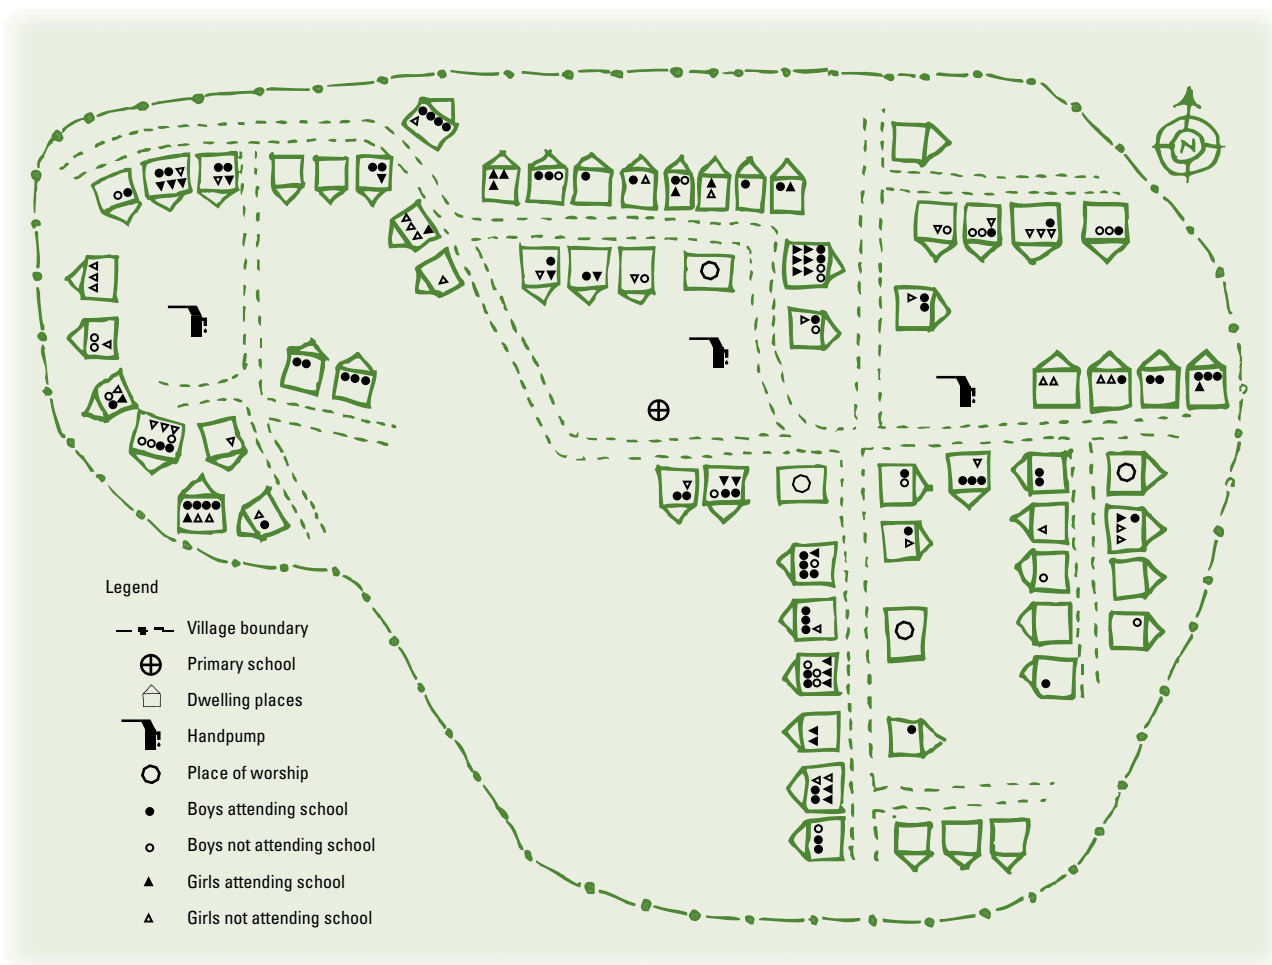 N
Legend
Village boundary
Primary school
Dwelling places
Handpump
Place of worship
Boys attending school
Boys not attending school
Girls attending school
Girls not attending school